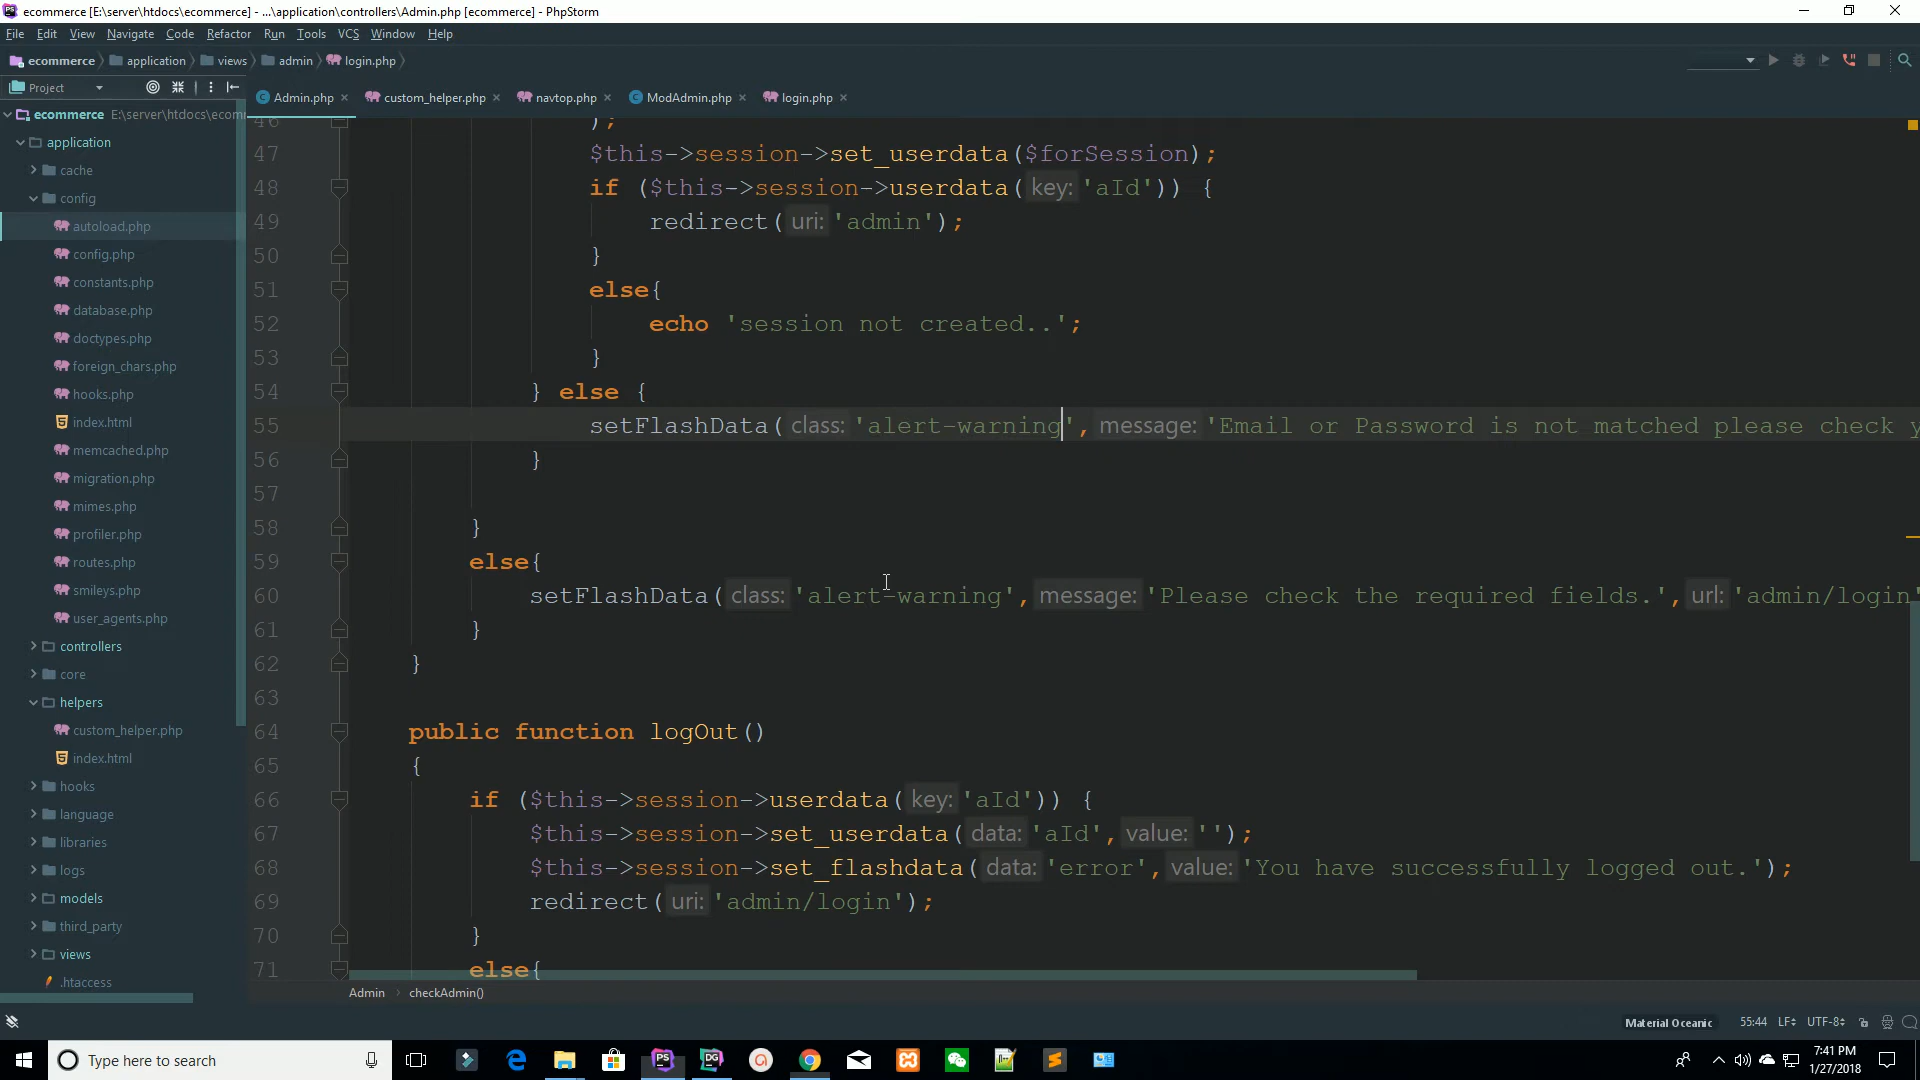 ecommerce [E:\server\htdocs\ecommerce] - ...\application\controllers\Admin.php [ecommerce] - PhpStorm
File Edit View Navigate Code Refactor Run Tools VCS Window Help
ecommerce application views admin login.php
Project
Admin.php custom_helper.php navtop.php ModAdmin.php login.php
ecommerce E:\server\htdocs\ecom
application
cache
config
autoload.php
config.php
constants.php
database.php
doctypes.php
foreign_chars.php
hooks.php
index.html
memcached.php
migration.php
mimes.php
profiler.php
routes.php
smileys.php
user_agents.php
controllers
core
helpers
custom_helper.php
index.html
hooks
language
libraries
logs
models
third_party
views
.htaccess
46 );
47 $this->session->set_userdata($forSession);
48 if ($this->session->userdata( key: 'aId')) {
49 redirect( uri: 'admin');
50 }
51 else{
52 echo 'session not created..';
53 }
54 } else {
55 setFlashData( class: 'alert-warning', message: 'Email or Password is not matched please check y
56 }
57
58 }
59 else{
60 setFlashData( class: 'alert-warning', message: 'Please check the required fields.', url: 'admin/login'
61 }
62 }
63
64 public function logOut()
65 {
66 if ($this->session->userdata( key: 'aId')) {
67 $this->session->set_userdata( data: 'aId', value: '');
68 $this->session->set_flashdata( data: 'error', value: 'You have successfully logged out.');
69 redirect( uri: 'admin/login');
70 }
71 else{
Admin checkAdmin()
Material Oceanic 55:44 LF UTF-8
Type here to search
7:41 PM
1/27/2018